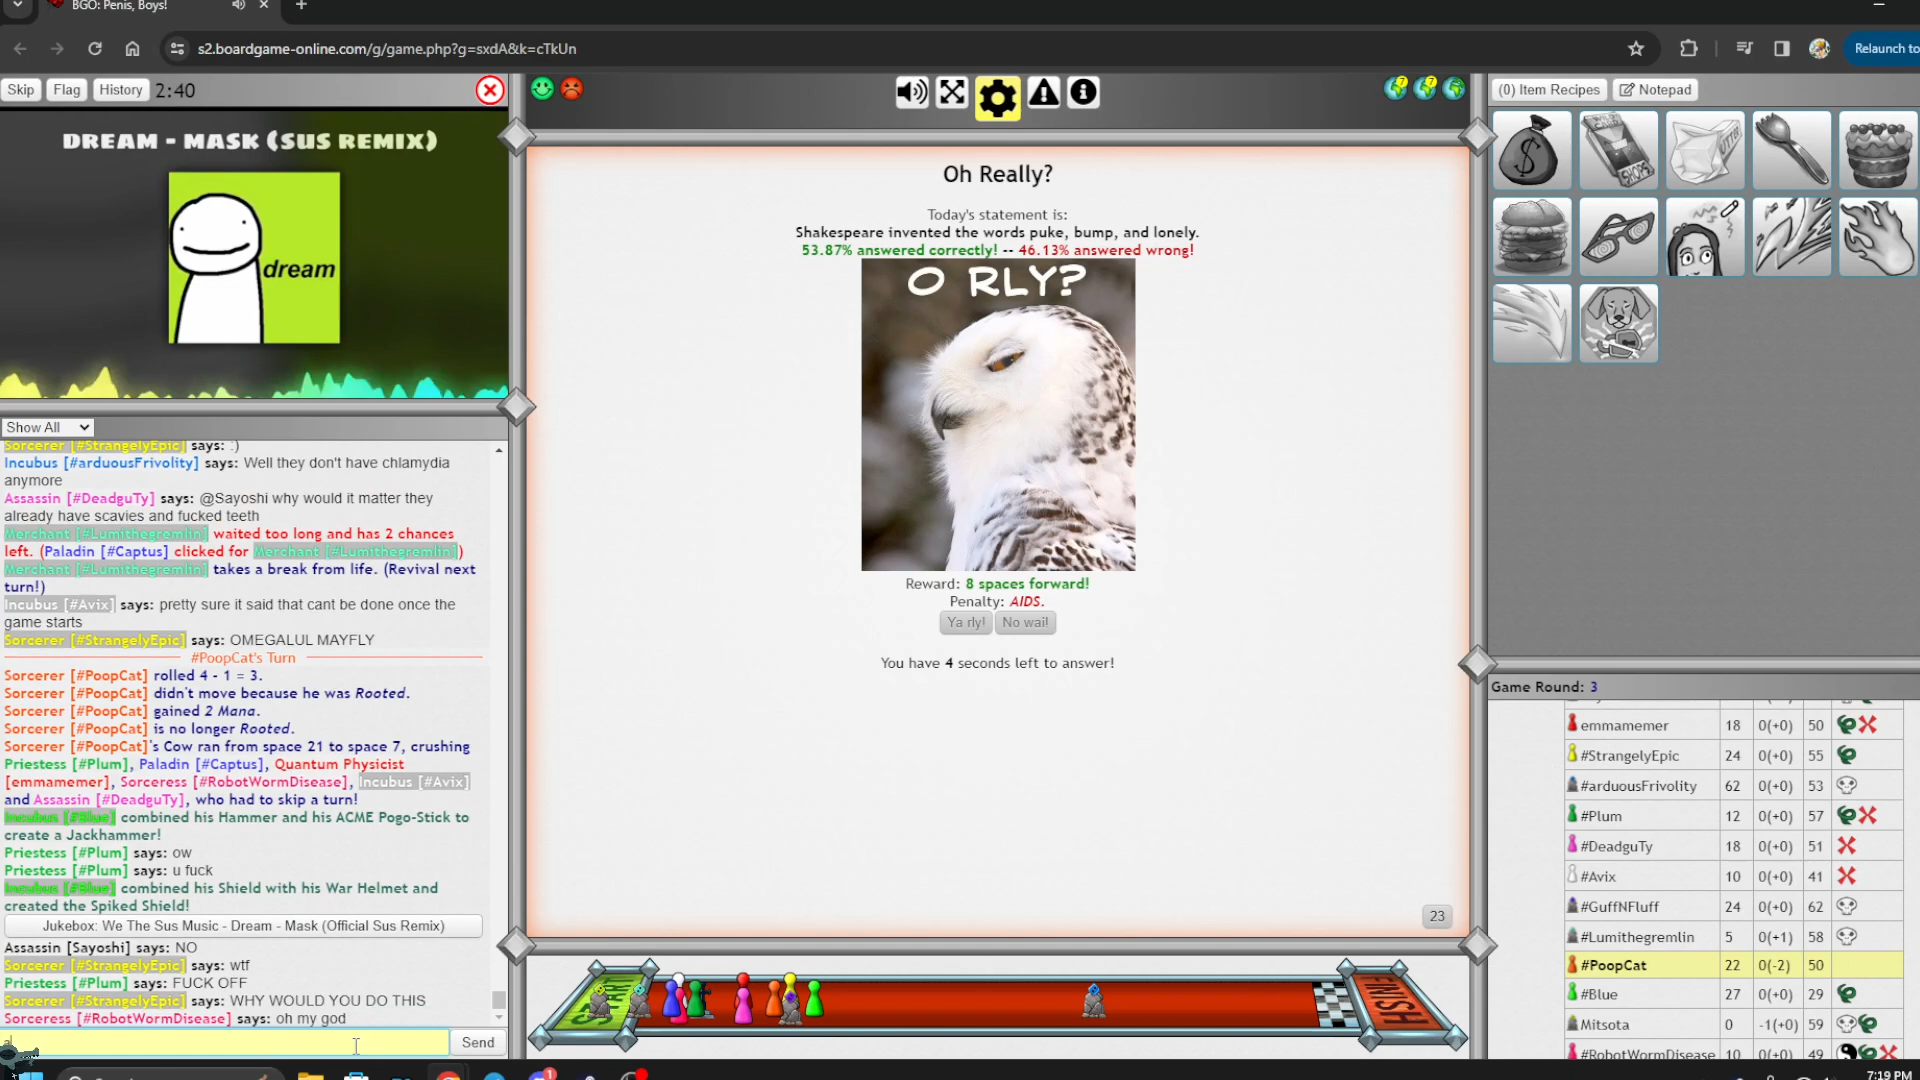 BGO: Penis, Boys!
s2.boardgame-online.com/g/game.php?g=sxdA&k=cTkUn
Relaunch to
Skip
Flag
History
2:40
DREAM - MASK (SUS REMIX)
dream
Show All
Sorcerer [#StrangelyEpic] says: :)
Incubus [#arduousFrivolity] says: Well they don't have chlamydia
anymore
Assassin [#DeadguTy] says: @Sayoshi why would it matter they
already have scavies and fucked teeth
Merchant [#Lumithegremlin] waited too long and has 2 chances
left. (Paladin [#Captus] clicked for Merchant [#Lumithegremlin])
Merchant [#Lumithegremlin] takes a break from life. (Revival next
turn!)
Incubus [#Avix] says: pretty sure it said that cant be done once the
game starts
Sorcerer [#StrangelyEpic] says: OMEGALUL MAYFLY
#PoopCat's Turn
Sorcerer [#PoopCat] rolled 4 - 1 = 3.
Sorcerer [#PoopCat] didn't move because he was Rooted.
Sorcerer [#PoopCat] gained 2 Mana.
Sorcerer [#PoopCat] is no longer Rooted.
Sorcerer [#PoopCat]'s Cow ran from space 21 to space 7, crushing
Priestess [#Plum], Paladin [#Captus], Quantum Physicist
[emmamemer], Sorceress [#RobotWormDisease], Incubus [#Avix]
and Assassin [#DeadguTy], who had to skip a turn!
Incubus [#Blue] combined his Hammer and his ACME Pogo-Stick to
create a Jackhammer!
Priestess [#Plum] says: ow
Priestess [#Plum] says: u fuck
Incubus [#Blue] combined his Shield with his War Helmet and
created the Spiked Shield!
Jukebox: We The Sus Music - Dream - Mask (Official Sus Remix)
Assassin [Sayoshi] says: NO
Sorcerer [#StrangelyEpic] says: wtf
Priestess [#Plum] says: FUCK OFF
Sorcerer [#StrangelyEpic] says: WHY WOULD YOU DO THIS
Sorceress [#RobotWormDisease] says: oh my god
Send
7
7
Oh Really?
Today's statement is:
Shakespeare invented the words puke, bump, and lonely.
53.87% answered correctly! -- 46.13% answered wrong!
O RLY?
Reward: 8 spaces forward!
Penalty: AIDS.
Ya rly!
No wai!
You have 4 seconds left to answer!
23
FINISH
(0) Item Recipes
Notepad
Game Round: 3
emmamemer 18 0(+0) 50
#StrangelyEpic 24 0(+0) 55
#arduousFrivolity 62 0(+0) 53
#Plum 12 0(+0) 57
#DeadguTy 18 0(+0) 51
#Avix 10 0(+0) 41
#GuffNFluff 24 0(+0) 62
#Lumithegremlin 5 0(+1) 58
#PoopCat 22 0(-2) 50
#Blue 27 0(+0) 29
Mitsota 0 -1(+0) 59
#RobotWormDisease 10 0(+0) 49
1
7:19 PM